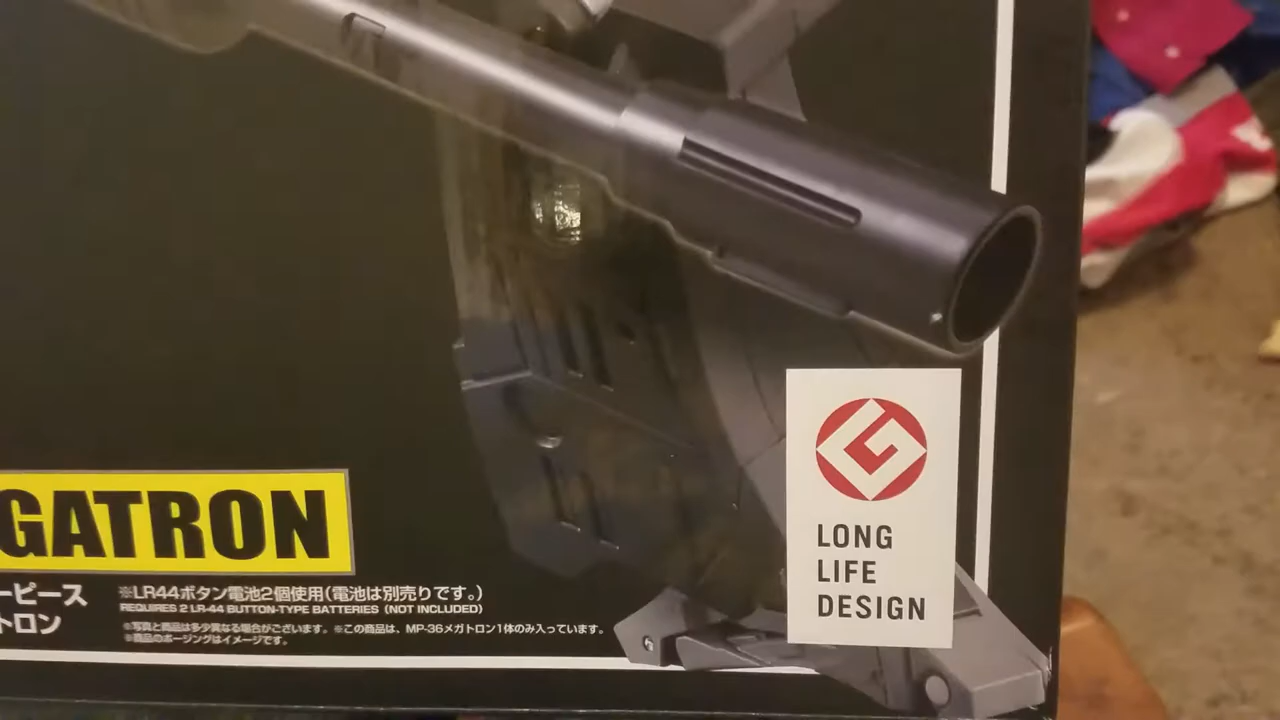 GATRON
ーピース
トロン
※LR44ボタン電池2個使用(電池は別売りです。)
REQUIRES 2 LR-44 BUTTON-TYPE BATTERIES (NOT INCLUDED)
※写真と商品は多少異なる場合がございます。※この商品は、MP-36メガトロン1体のみ入っています。
※商品のポージングはイメージです。
LONG
LIFE
DESIGN